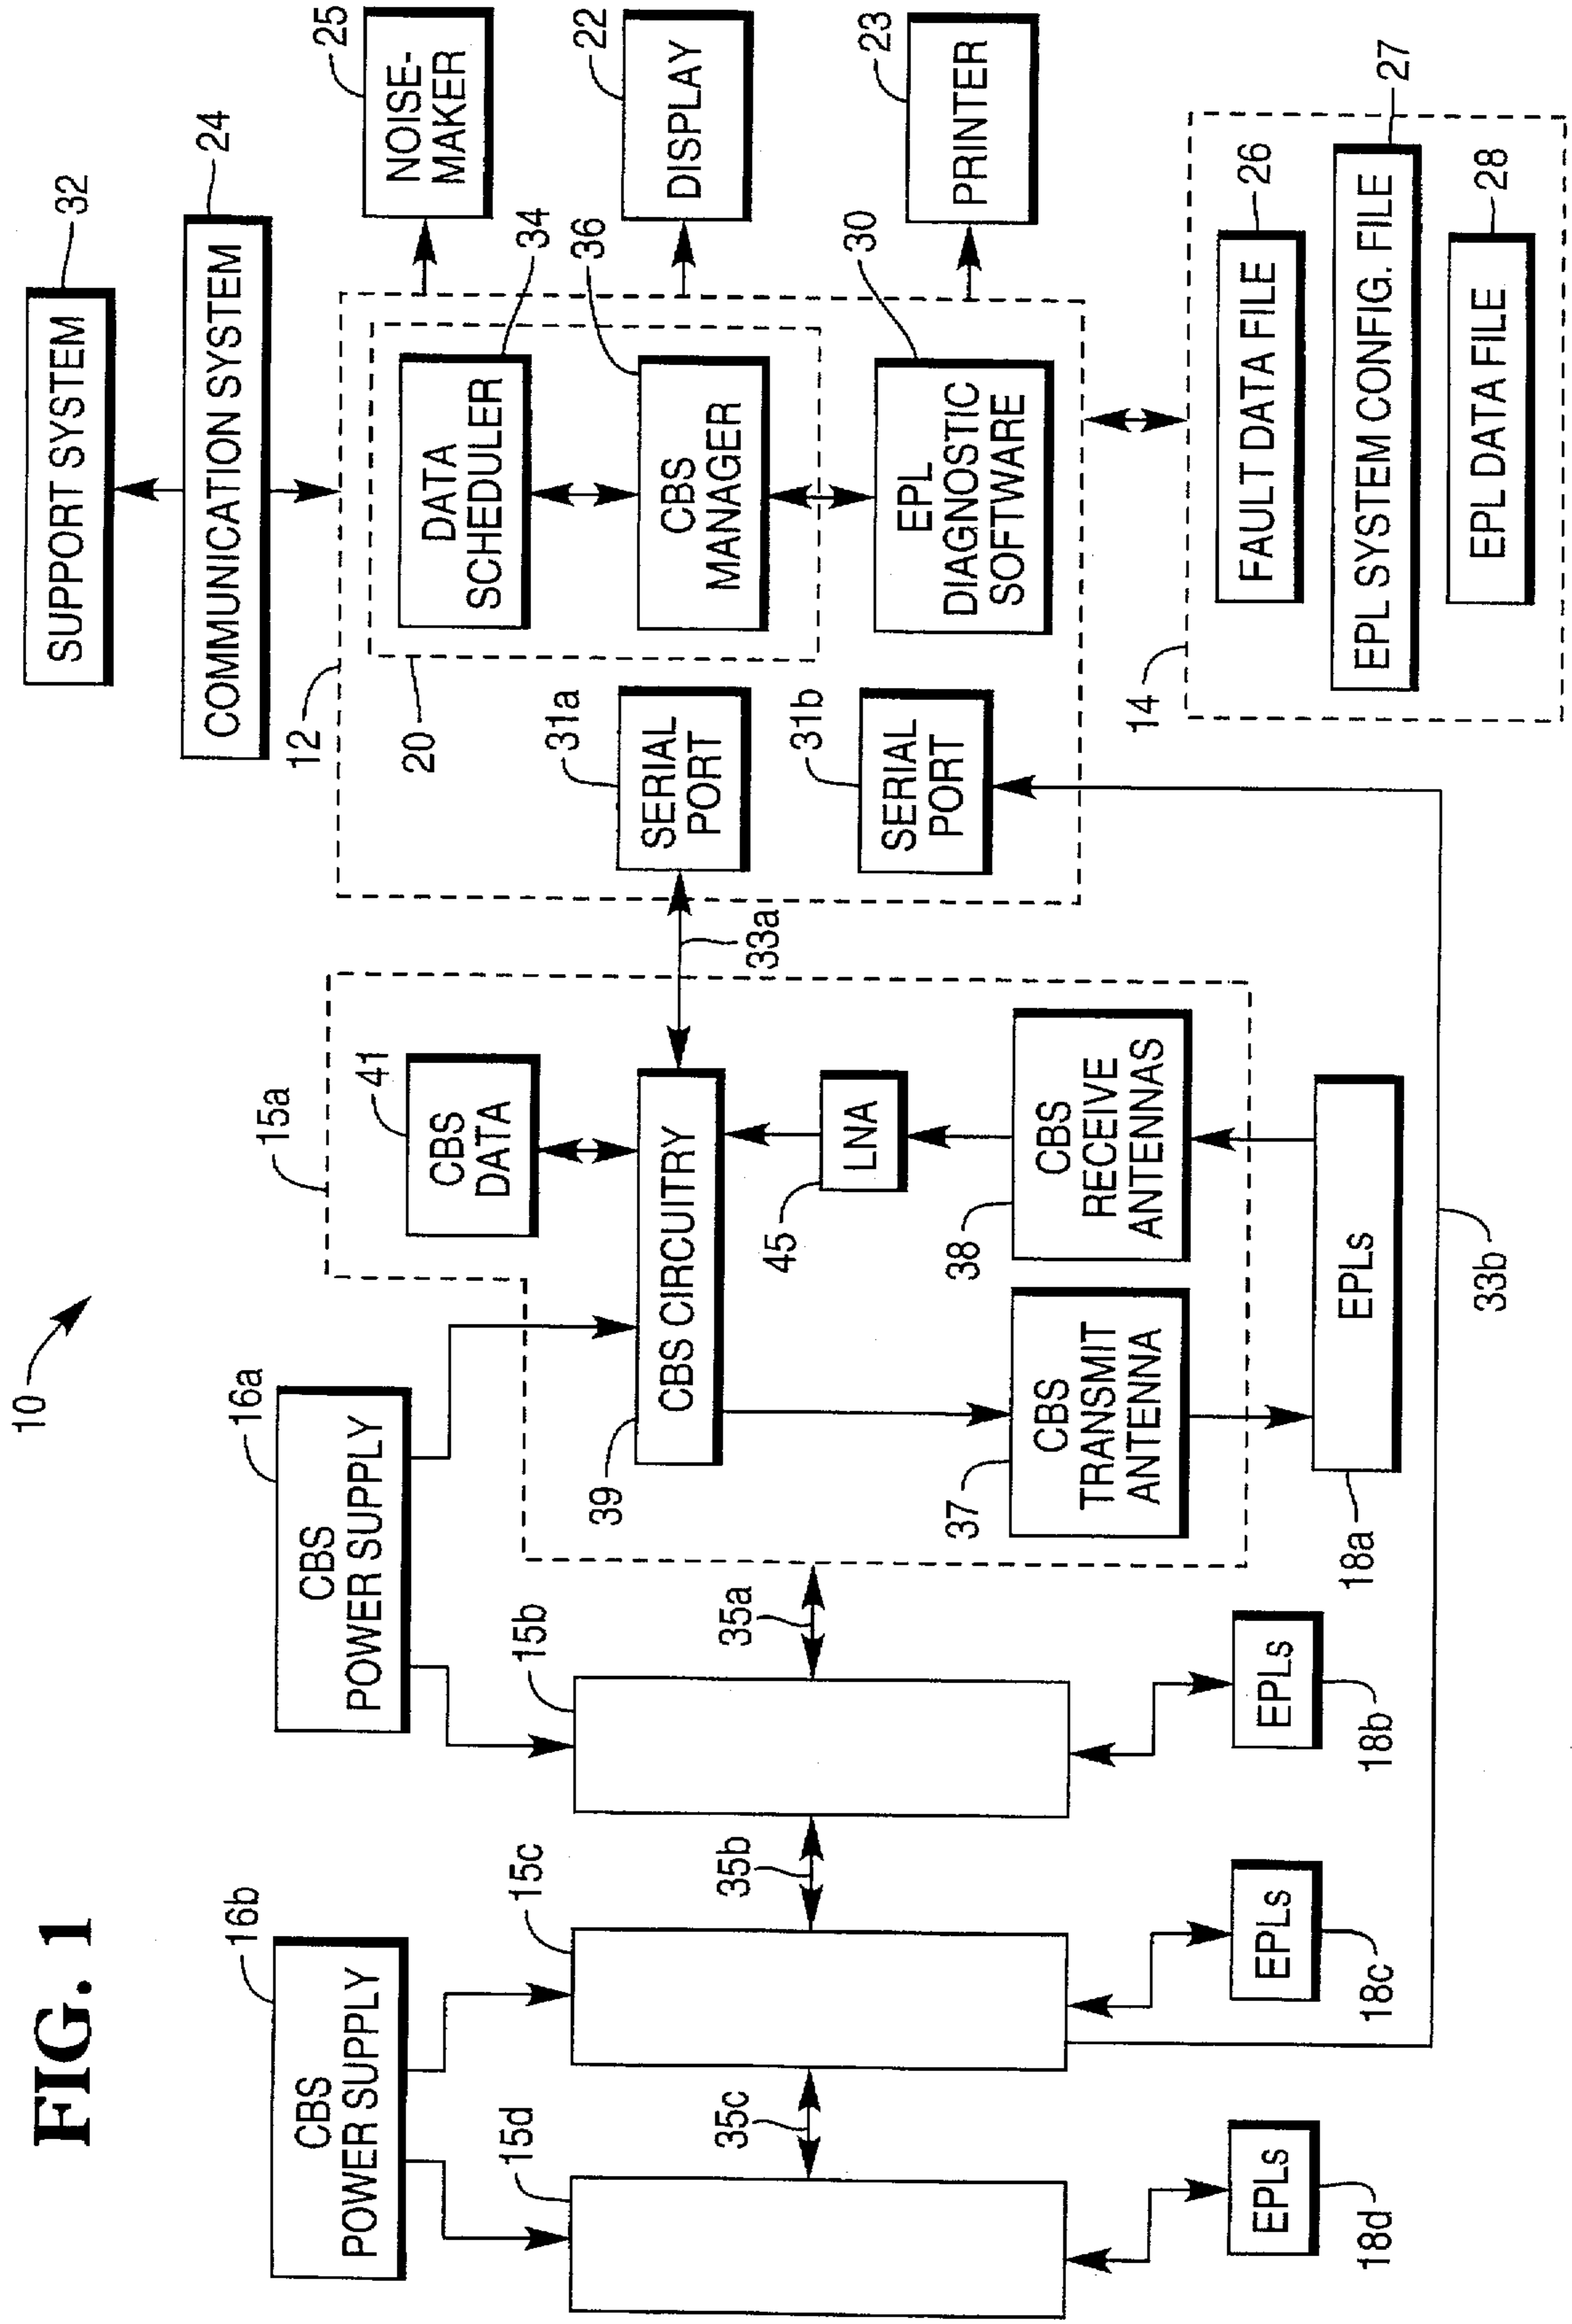 FIG. 1
10
SUPPORT SYSTEM
32
COMMUNICATION SYSTEM
24
16b
CBS
POWER SUPPLY
16a
CBS
POWER SUPPLY
15a
12
NOISE-
MAKER
25
CBS
DATA
41
20
DATA
SCHEDULER
34
15d
15c
15b
39
CBS CIRCUITRY
31a
SERIAL
PORT
36
CBS
MANAGER
DISPLAY
22
35c
35b
35a
33a
45
LNA
31b
SERIAL
PORT
30
EPL
DIAGNOSTIC
SOFTWARE
PRINTER
23
37
CBS
TRANSMIT
ANTENNA
38
CBS
RECEIVE
ANTENNAS
14
FAULT DATA FILE
26
EPL SYSTEM CONFIG. FILE
27
EPL DATA FILE
28
EPLs
18d
EPLs
18c
EPLs
18b
EPLs
18a
33b